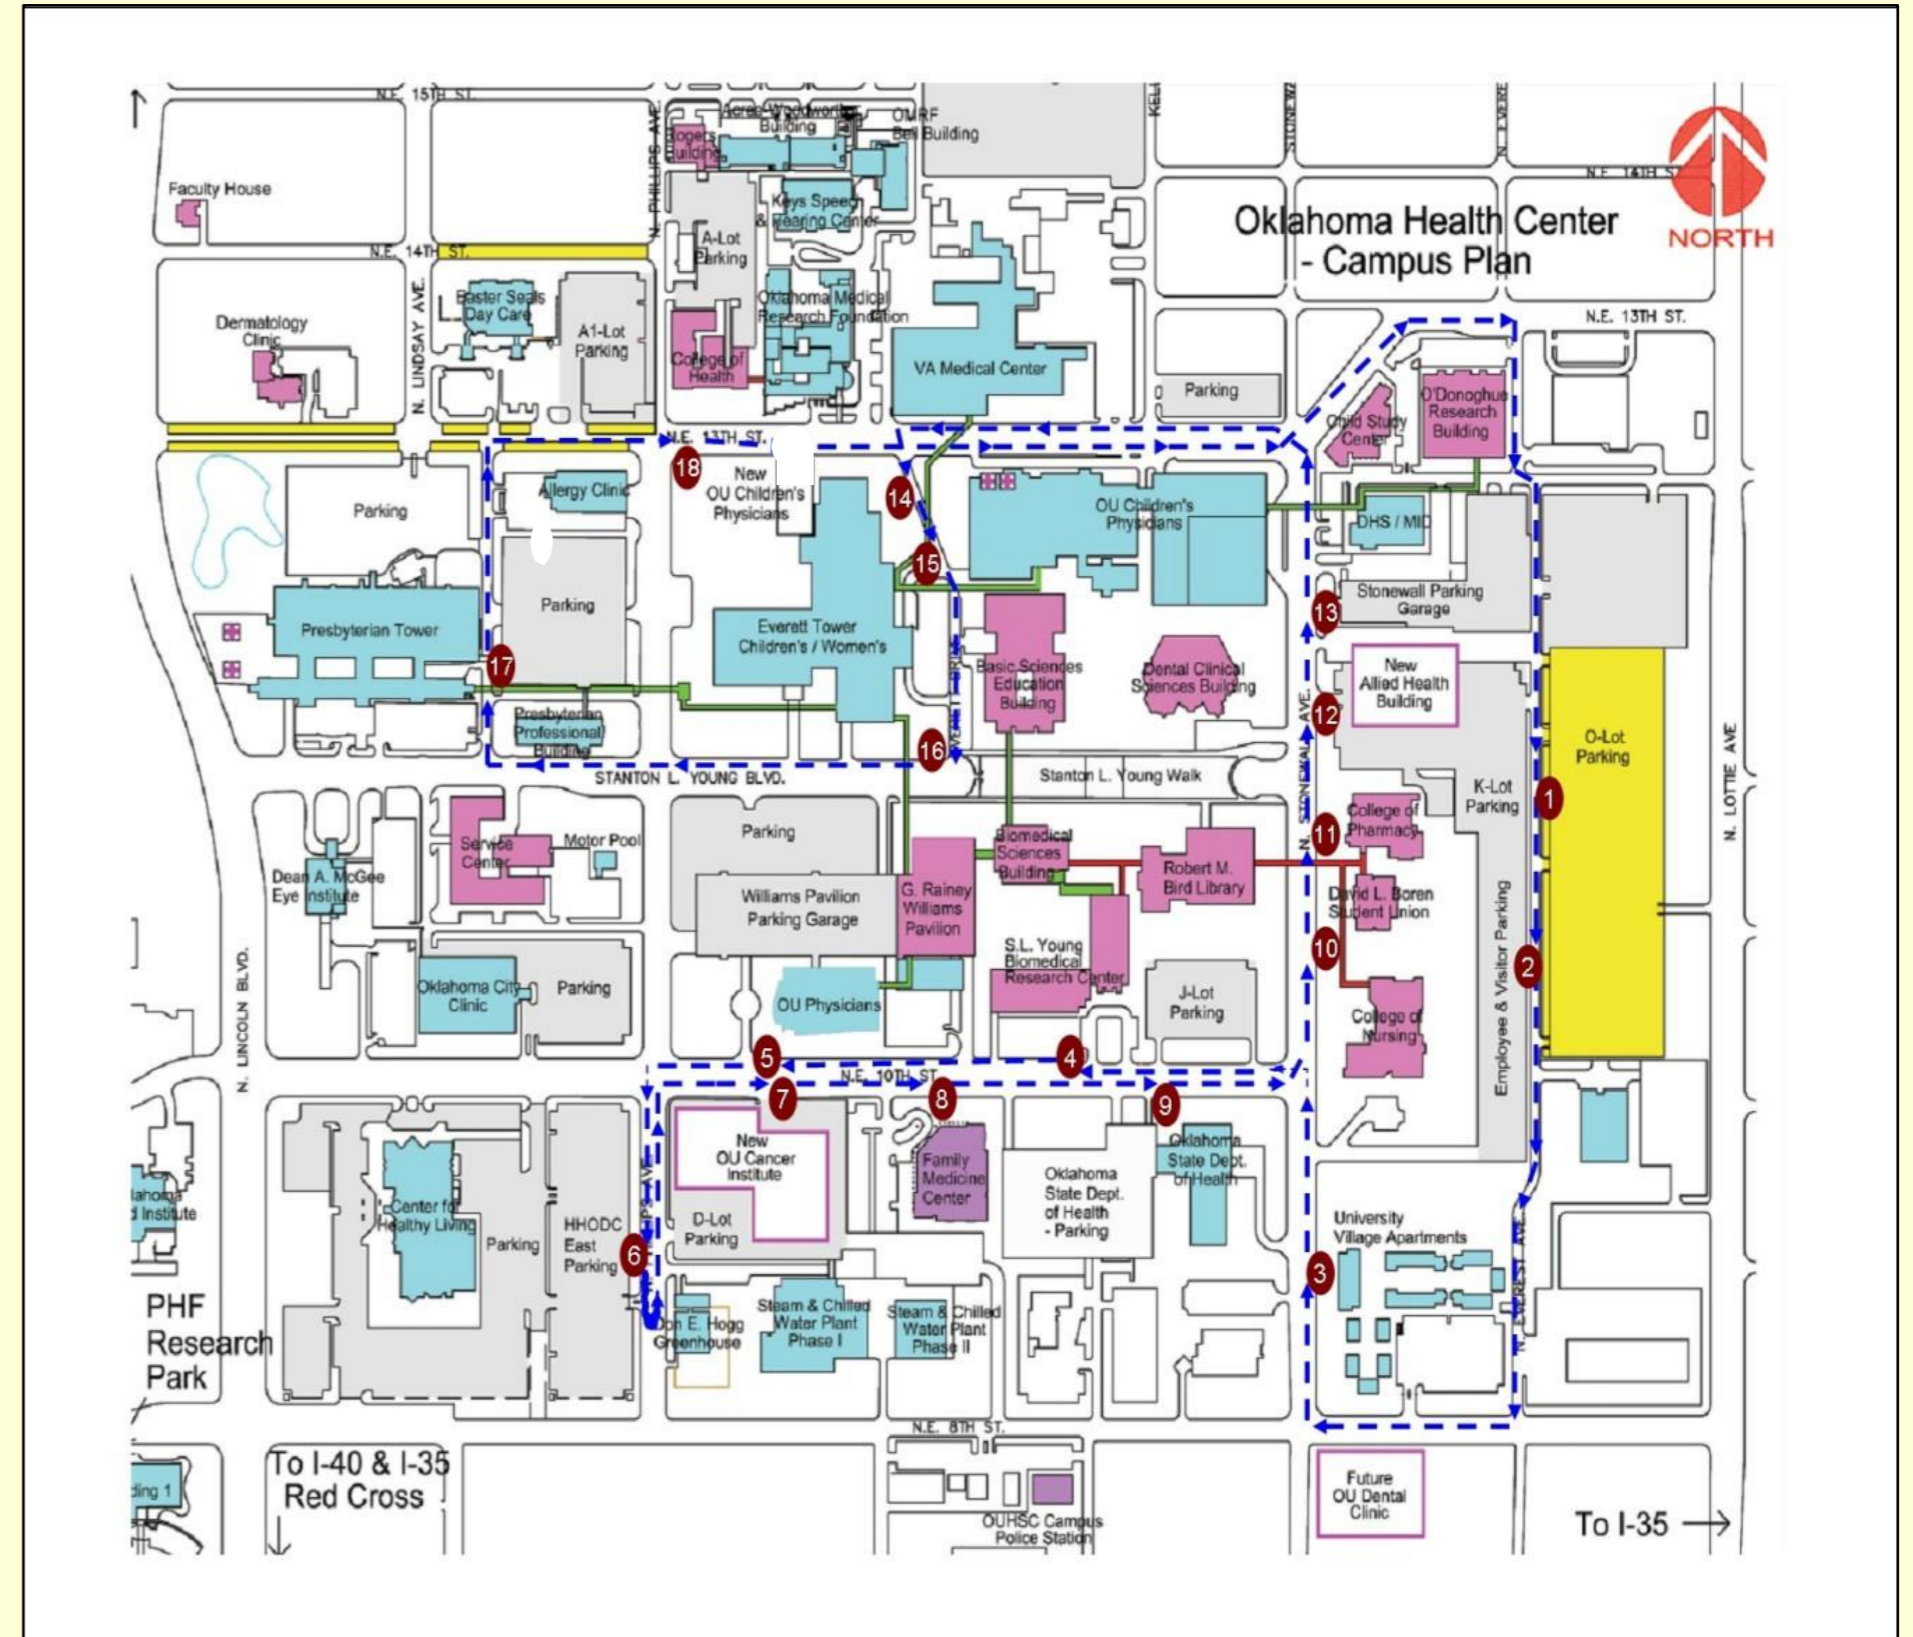 N.E. 15TH ST.
N. PHILLIPS AVE.
Acree-Woodworth
Building
OMRF
Bell Building
Rogers
Building
Faculty House
N.E. 14TH ST.
Keys Speech
& Hearing Center
A-Lot
Parking
N.E. 14TH ST.
Oklahoma Health Center
- Campus Plan
NORTH
N. LINDSAY AVE.
Easter Seals
Day Care
A1-Lot
Parking
Dermatology
Clinic
Oklahoma Medical
Research Foundation
College of
Health
VA Medical Center
Parking
N.E. 13TH ST.
Child Study
Center
O'Donoghue
Research
Building
N.E. 13TH ST.
18
New
OU Children's
Physicians
14
OU Children's
Physicians
DHS / MID
Parking
Allergy Clinic
Parking
15
13
Stonewall Parking
Garage
Presbyterian Tower
17
Everett Tower
Children's / Women's
Basic Sciences
Education
Building
Dental Clinical
Sciences Building
New
Allied Health
Building
12
Presbyterian
Professional
Building
16
O-Lot
Parking
N. LOTTIE AVE
STANTON L. YOUNG BLVD.
Stanton L. Young Walk
N. STONEWALL AVE.
K-Lot
Parking
1
Service
Center
Motor Pool
Parking
Biomedical
Sciences
Building
11
College of
Pharmacy
Dean A. McGee
Eye Institute
Williams Pavilion
Parking Garage
G. Rainey
Williams
Pavilion
Robert M.
Bird Library
David L. Boren
Student Union
S.L. Young
Biomedical
Research Center
10
2
Employee & Visitor Parking
N. LINCOLN BLVD.
Oklahoma City
Clinic
Parking
OU Physicians
J-Lot
Parking
College of
Nursing
5
4
N.E. 10TH ST.
7
8
9
New
OU Cancer
Institute
Family
Medicine
Center
Oklahoma
State Dept.
of Health
- Parking
Oklahoma
State Dept.
of Health
Center for
Healthy Living
Parking
HHODC
East
Parking
6
D-Lot
Parking
University
Village Apartments
3
N. EVEREST AVE.
PHF
Research
Park
Don E. Hogg
Greenhouse
Steam & Chilled
Water Plant
Phase I
Steam & Chilled
Water Plant
Phase II
N.E. 8TH ST.
To I-40 & I-35
Red Cross
OUHSC Campus
Police Station
Future
OU Dental
Clinic
To I-35